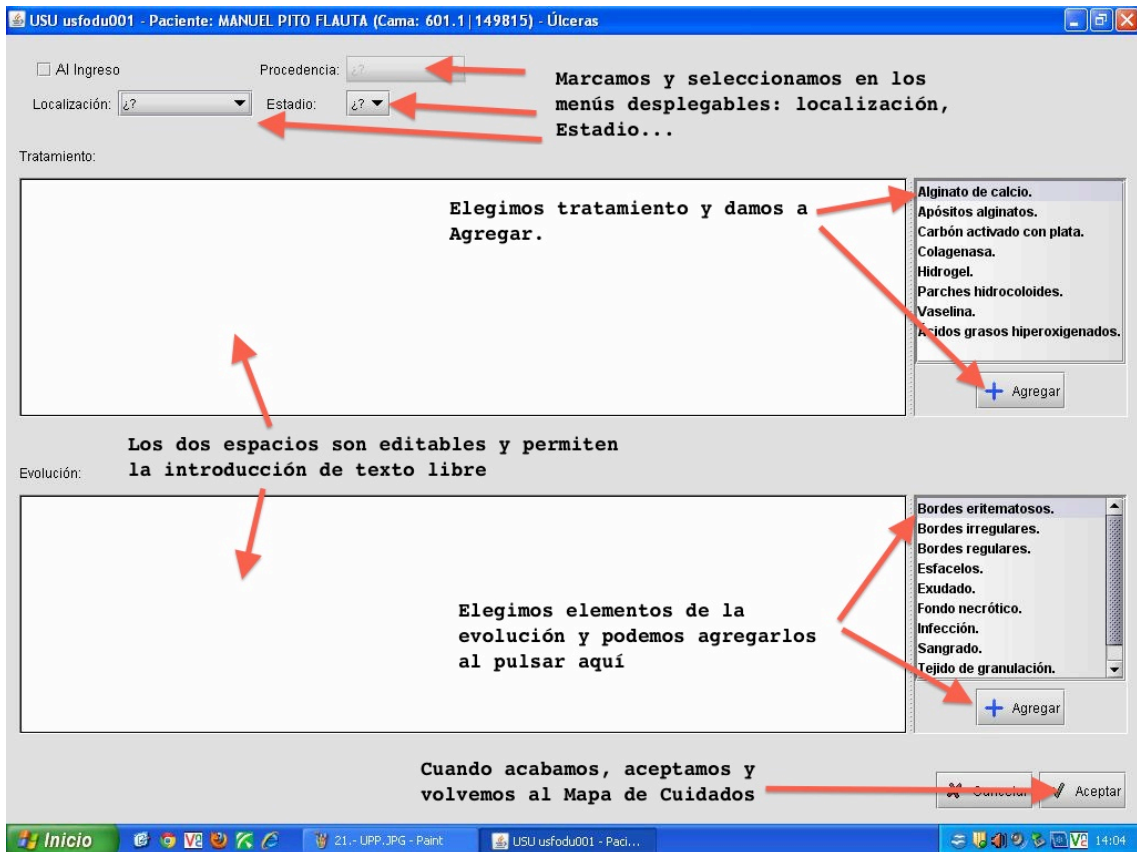 USU usfodu001 - Paciente: MANUEL PITO FLAUTA (Cama: 601.1|149815) - Úlceras
Al Ingreso
Procedencia: ¿?
Localización: ¿?
Estadio: ¿?
Marcamos y seleccionamos en los
menús desplegables: localización,
Estadio...
Tratamiento:
Elegimos tratamiento y damos a
Agregar.
Alginato de calcio.
Apósitos alginatos.
Carbón activado con plata.
Colagenasa.
Hidrogel.
Parches hidrocoloides.
Vaselina.
Ácidos grasos hiperoxigenados.
Agregar
Los dos espacios son editables y permiten
la introducción de texto libre
Evolución:
Bordes eritematosos.
Bordes irregulares.
Bordes regulares.
Esfacelos.
Exudado.
Fondo necrótico.
Infección.
Sangrado.
Tejido de granulación.
Elegimos elementos de la
evolución y podemos agregarlos
al pulsar aquí
Agregar
Cuando acabamos, aceptamos y
volvemos al Mapa de Cuidados
Cancelar
Aceptar
Inicio
21.- UPP.JPG - Paint
USU usfodu001 - Paci...
14:04